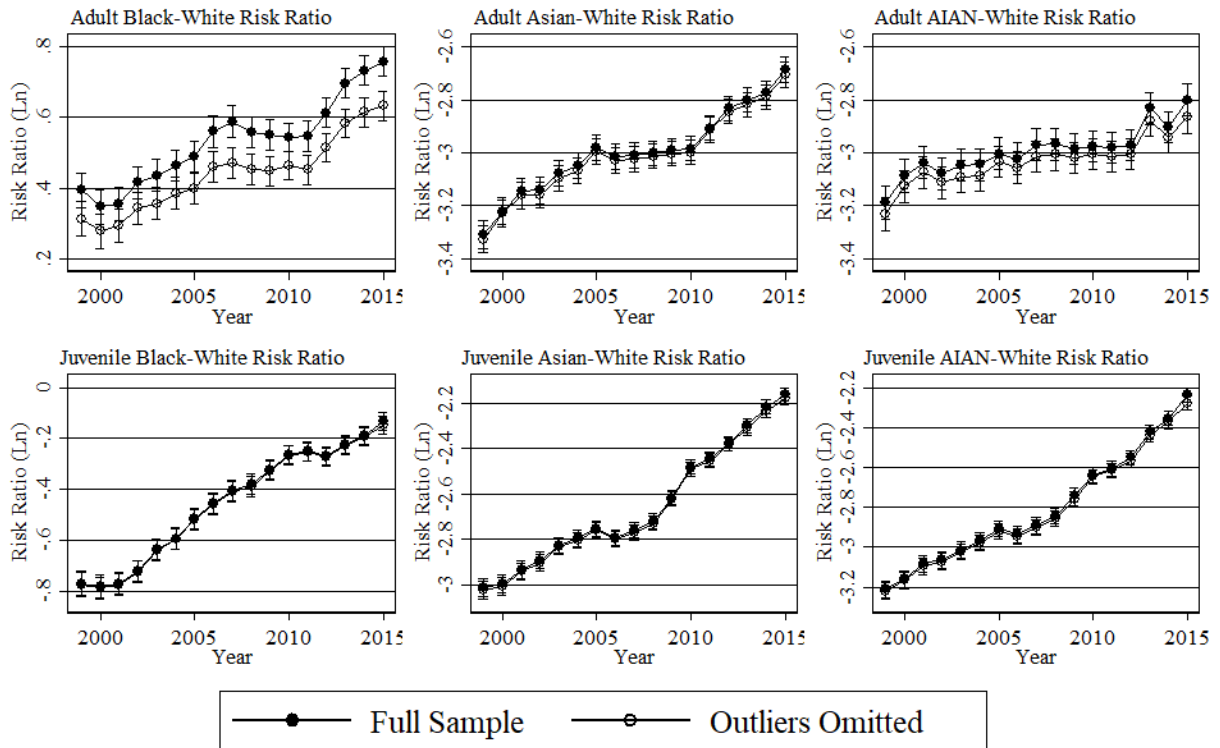 Adult Black-White Risk Ratio
Risk Ratio (Ln)
.8
.6
.4
.2
2000 2005 2010 2015
Year
Adult Asian-White Risk Ratio
Risk Ratio (Ln)
-2.6
-2.8
-3
-3.2
-3.4
2000 2005 2010 2015
Year
Adult AIAN-White Risk Ratio
Risk Ratio (Ln)
-2.6
-2.8
-3
-3.2
-3.4
2000 2005 2010 2015
Year
Juvenile Black-White Risk Ratio
Risk Ratio (Ln)
0
-.2
-.4
-.6
-.8
2000 2005 2010 2015
Year
Juvenile Asian-White Risk Ratio
Risk Ratio (Ln)
-2.2
-2.4
-2.6
-2.8
-3
2000 2005 2010 2015
Year
Juvenile AIAN-White Risk Ratio
Risk Ratio (Ln)
-2.2
-2.4
-2.6
-2.8
-3
-3.2
2000 2005 2010 2015
Year
Full Sample Outliers Omitted